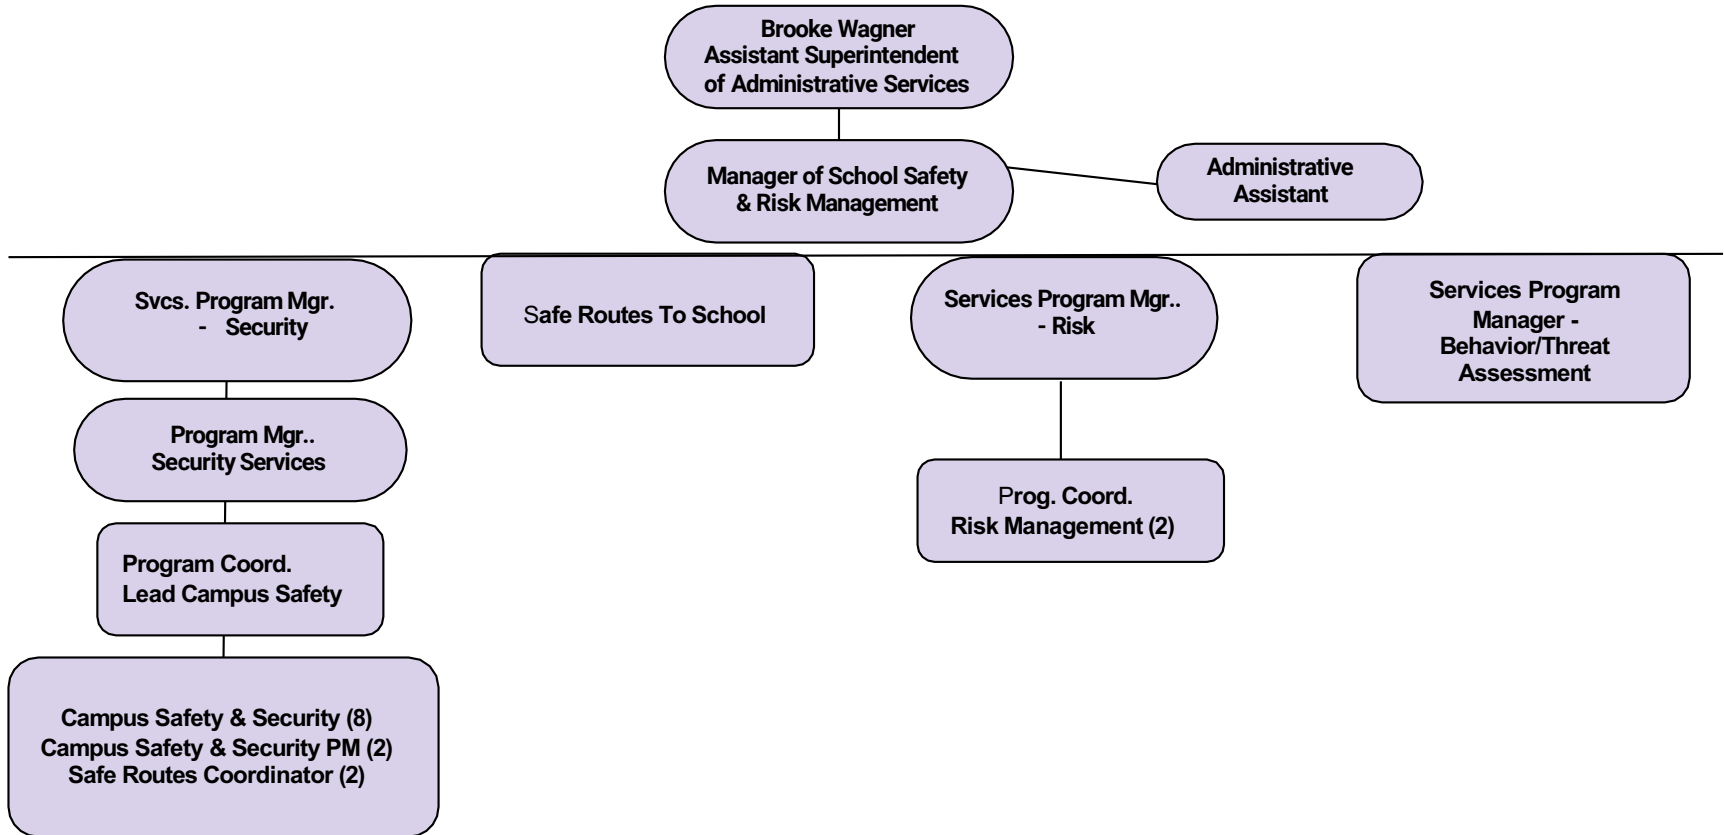 Brooke Wagner
Assistant Superintendent
of Administrative Services
Manager of School Safety
& Risk Management
Administrative
Assistant
Svcs. Program Mgr.
- Security
Safe Routes To School
Services Program Mgr..
- Risk
Services Program
Manager -
Behavior/Threat
Assessment
Program Mgr..
Security Services
Prog. Coord.
Risk Management (2)
Program Coord.
Lead Campus Safety
Campus Safety & Security (8)
Campus Safety & Security PM (2)
Safe Routes Coordinator (2)